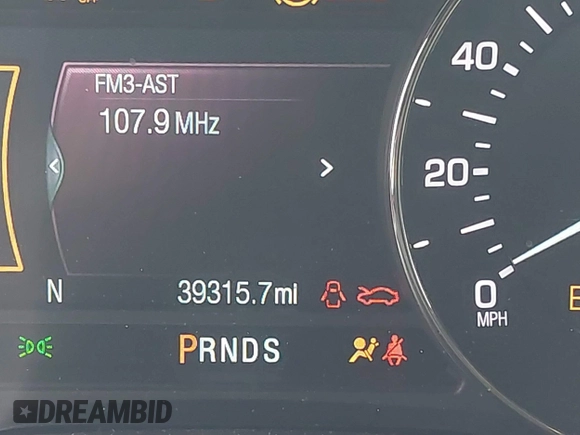 FM3-AST
107.9 MHz
40
20
0
MPH
N
39315.7mi
PRNDS
DREAMBID